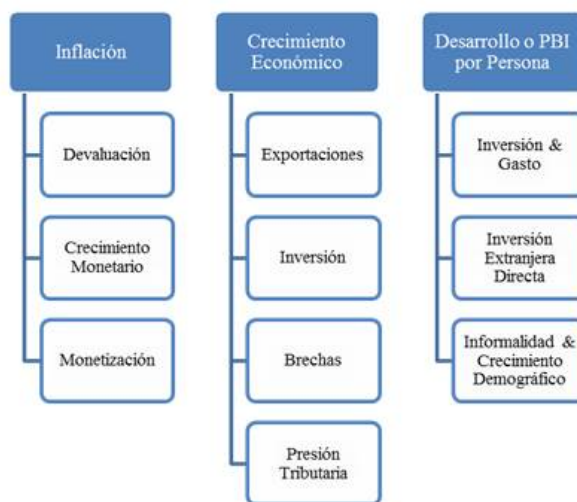 Inflación
Devaluación
Crecimiento
Monetario
Monetización
Crecimiento
Económico
Exportaciones
Inversión
Brechas
Presión
Tributaria
Desarrollo o PBI
por Persona
Inversión &
Gasto
Inversión
Extranjera
Directa
Informalidad &
Crecimiento
Demográfico